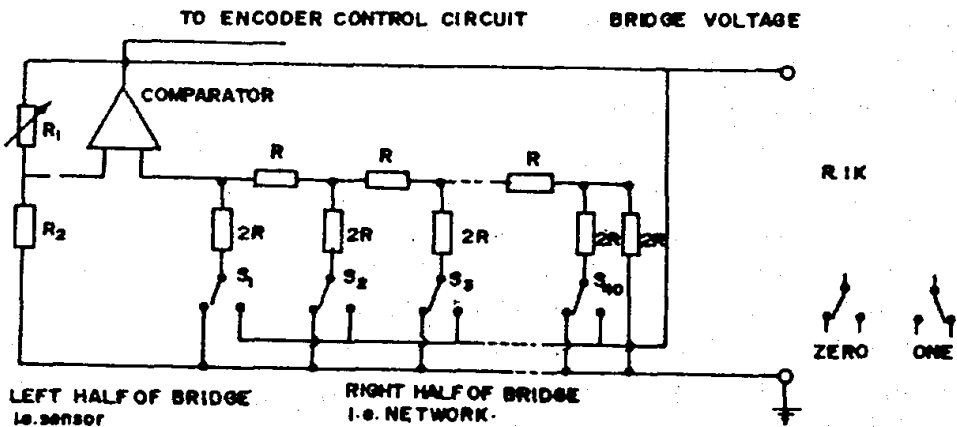 TO ENCODER CONTROL CIRCUIT BRIDGE VOLTAGE
COMPARATOR
R1
R R R
R.1K
R2
2R 2R 2R 2R 2R
S1 S2 S3 S10
ZERO ONE
LEFT HALF OF BRIDGE
i.e.sensor
RIGHT HALF OF BRIDGE
i.e. NETWORK.